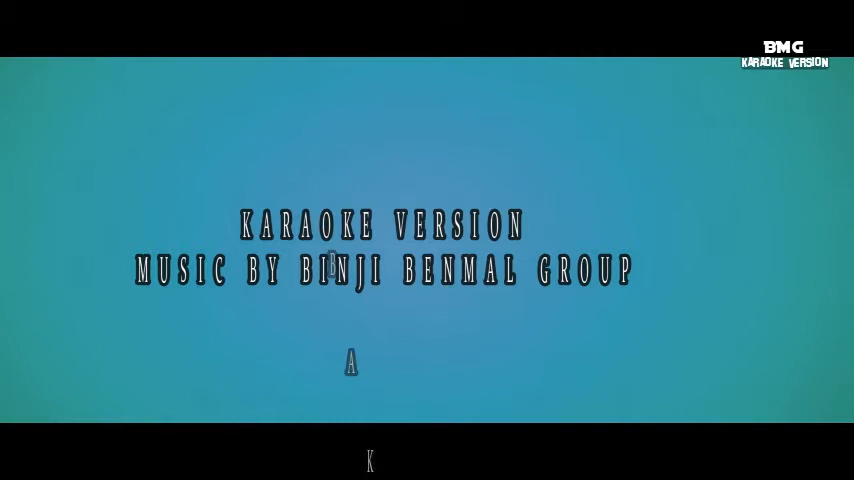 BMG
KARAOKE VERSION
KARAOKE VERSION
MUSIC BY BINJI BENMAL GROUP
B
A
K